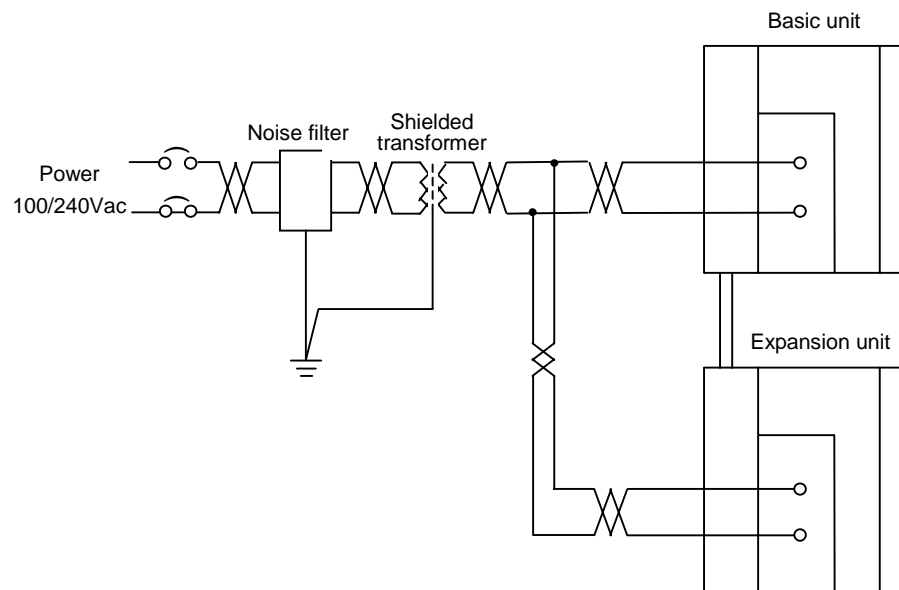 Basic unit
Noise filter
Shielded
transformer
Power
100/240Vac
Expansion unit